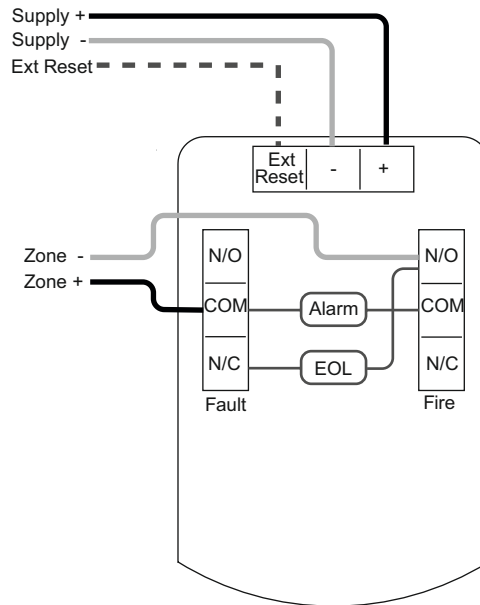 Supply +
Supply -
Ext Reset
Ext
Reset
-
+
Zone -
Zone +
N/O
COM
N/C
Fault
Alarm
EOL
N/O
COM
N/C
Fire